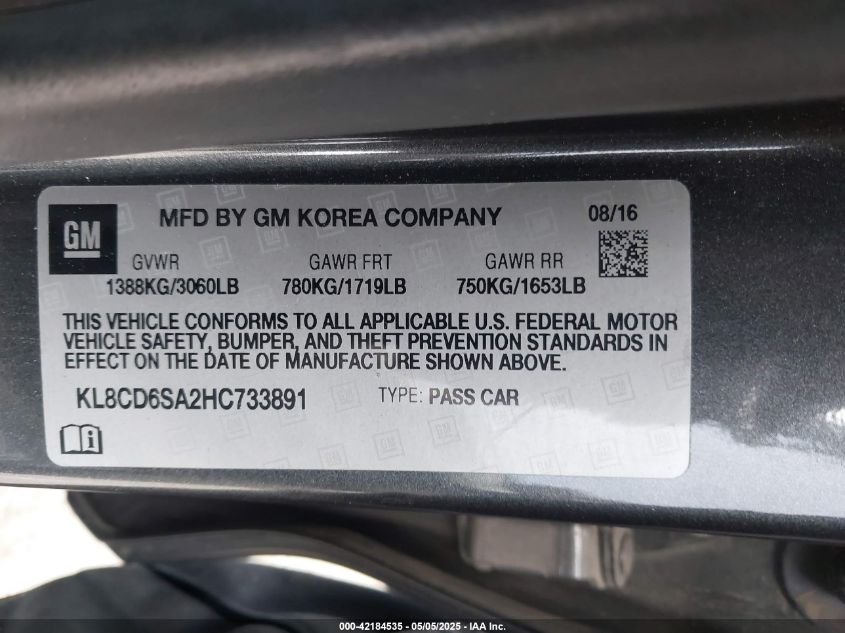 GM
MFD BY GM KOREA COMPANY 08/16
GVWR GAWR FRT GAWR RR
1388KG/3060LB 780KG/1719LB 750KG/1653LB
THIS VEHICLE CONFORMS TO ALL APPLICABLE U.S. FEDERAL MOTOR
VEHICLE SAFETY, BUMPER, AND THEFT PREVENTION STANDARDS IN
EFFECT ON THE DATE OF MANUFACTURE SHOWN ABOVE.
KL8CD6SA2HC733891 TYPE: PASS CAR
000-42184535 - 05/05/2025 - IAA Inc.